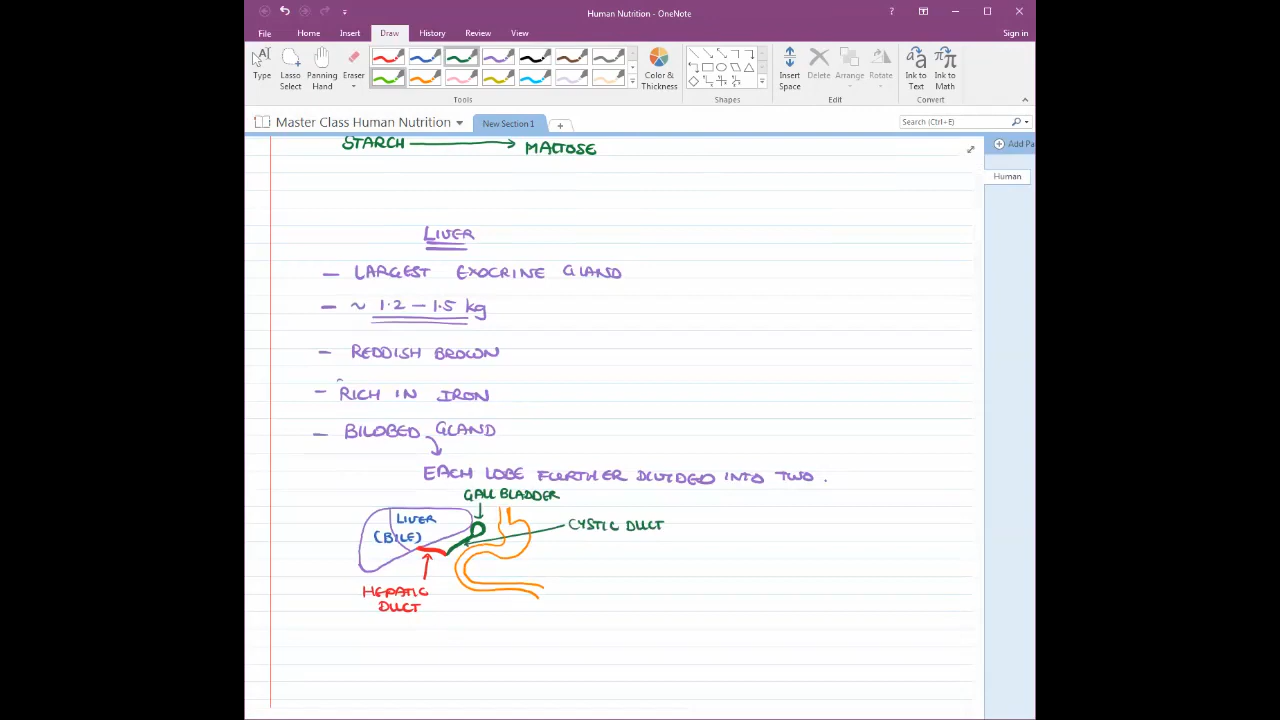 Human Nutrition - OneNote
File Home Insert Draw History Review View Sign in
Type
Lasso Select
Panning Hand
Eraser
Color & Thickness
Insert Space
Delete
Arrange
Rotate
Ink to Text
Ink to Math
Tools Shapes Edit Convert
Master Class Human Nutrition New Section 1 Search (Ctrl+E)
Add Pa
Human
STARCH → MALTOSE
LIVER
- LARGEST EXOCRINE GLAND
- ~ 1.2 - 1.5 kg
- REDDISH BROWN
- RICH IN IRON
- BILOBED GLAND
EACH LOBE FURTHER DIVIDED INTO TWO.
GALL BLADDER
LIVER
(BILE)
CYSTIC DUCT
HEPATIC
DUCT